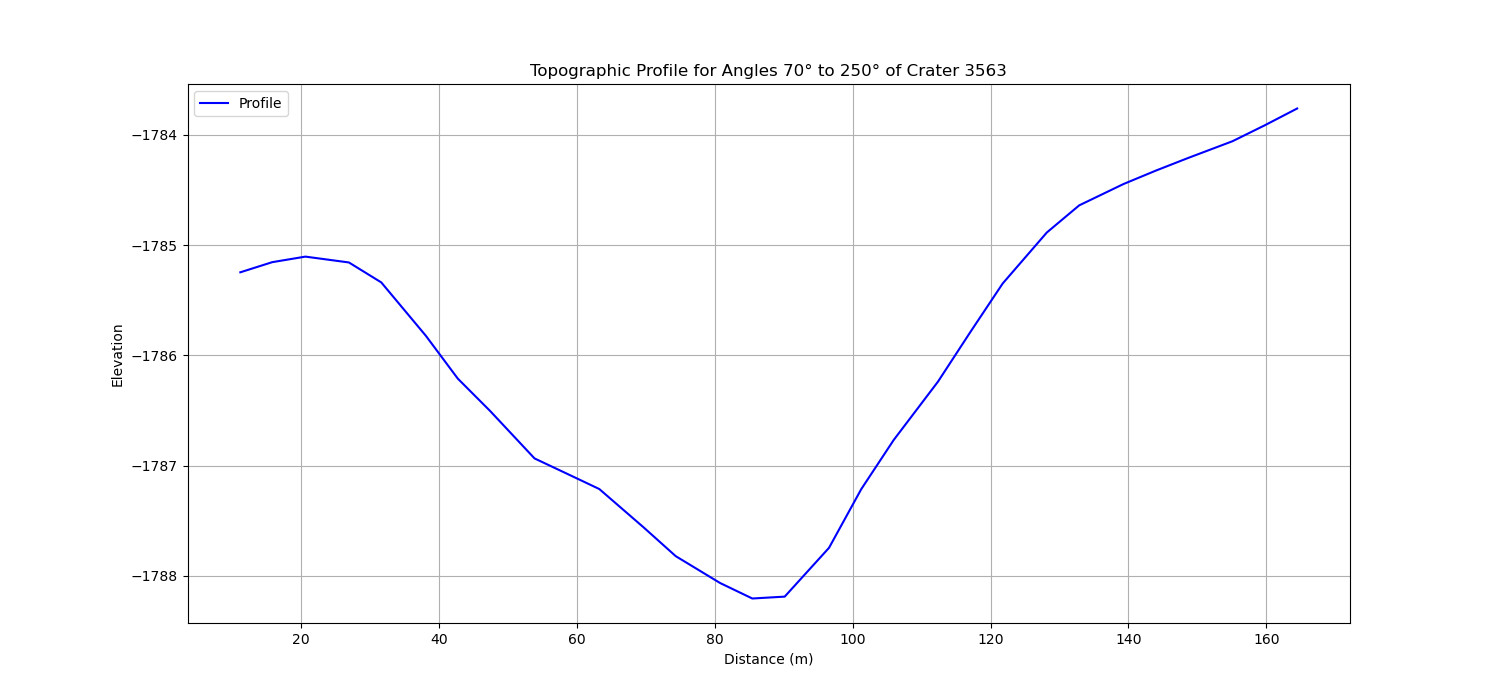 Topographic Profile for Angles 70° to 250° of Crater 3563
Profile
−1784
−1785
−1786
−1787
−1788
Elevation
20 40 60 80 100 120 140 160
Distance (m)